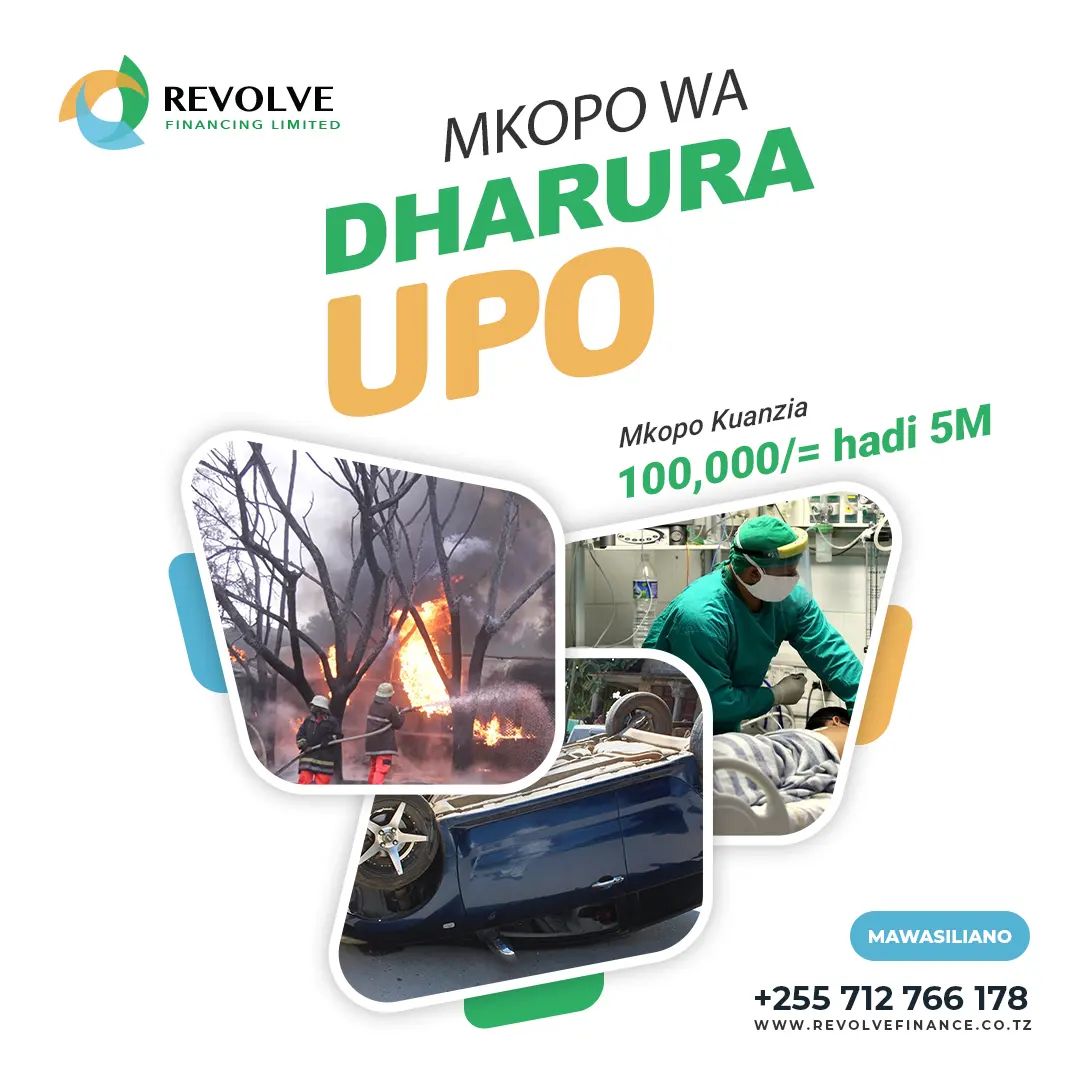 REVOLVE
FINANCING LIMITED
MKOPO WA
DHARURA
UPO
Mkopo Kuanzia
100,000/= hadi 5M
MAWASILIANO
+255 712 766 178
WWW.REVOLVEFINANCE.CO.TZ